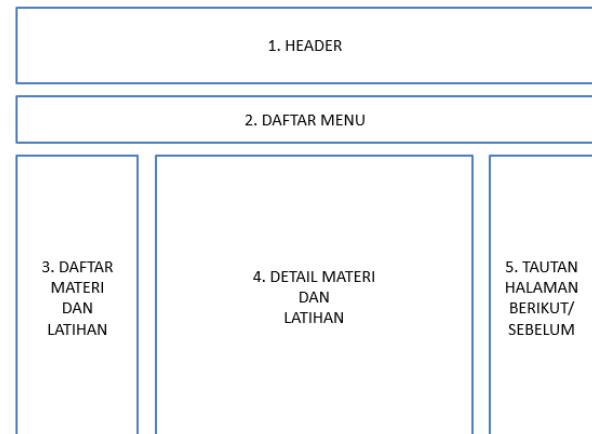 1. HEADER
2. DAFTAR MENU
3. DAFTAR
MATERI
DAN
LATIHAN
4. DETAIL MATERI
DAN
LATIHAN
5. TAUTAN
HALAMAN
BERIKUT/
SEBELUM